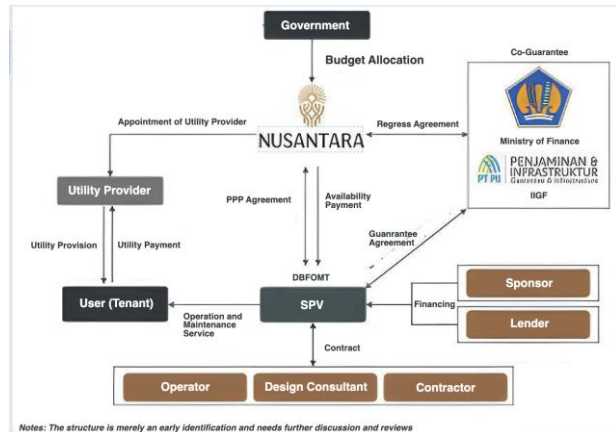 Government
Budget Allocation
Co-Guarantee
Appointment of Utility Provider
NUSANTARA
Regress Agreement
Ministry of Finance
PT PII
PENJAMINAN &
INFRASTRUKTUR
IIGF
Utility Provider
PPP Agreement
Availability
Payment
Guanrantee
Agreement
Utility Provision
Utility Payment
DBFOMT
User (Tenant)
SPV
Operation and
Maintenance
Service
Financing
Sponsor
Lender
Contract
Operator
Design Consultant
Contractor
Notes: The structure is merely an early identification and needs further discussion and reviews